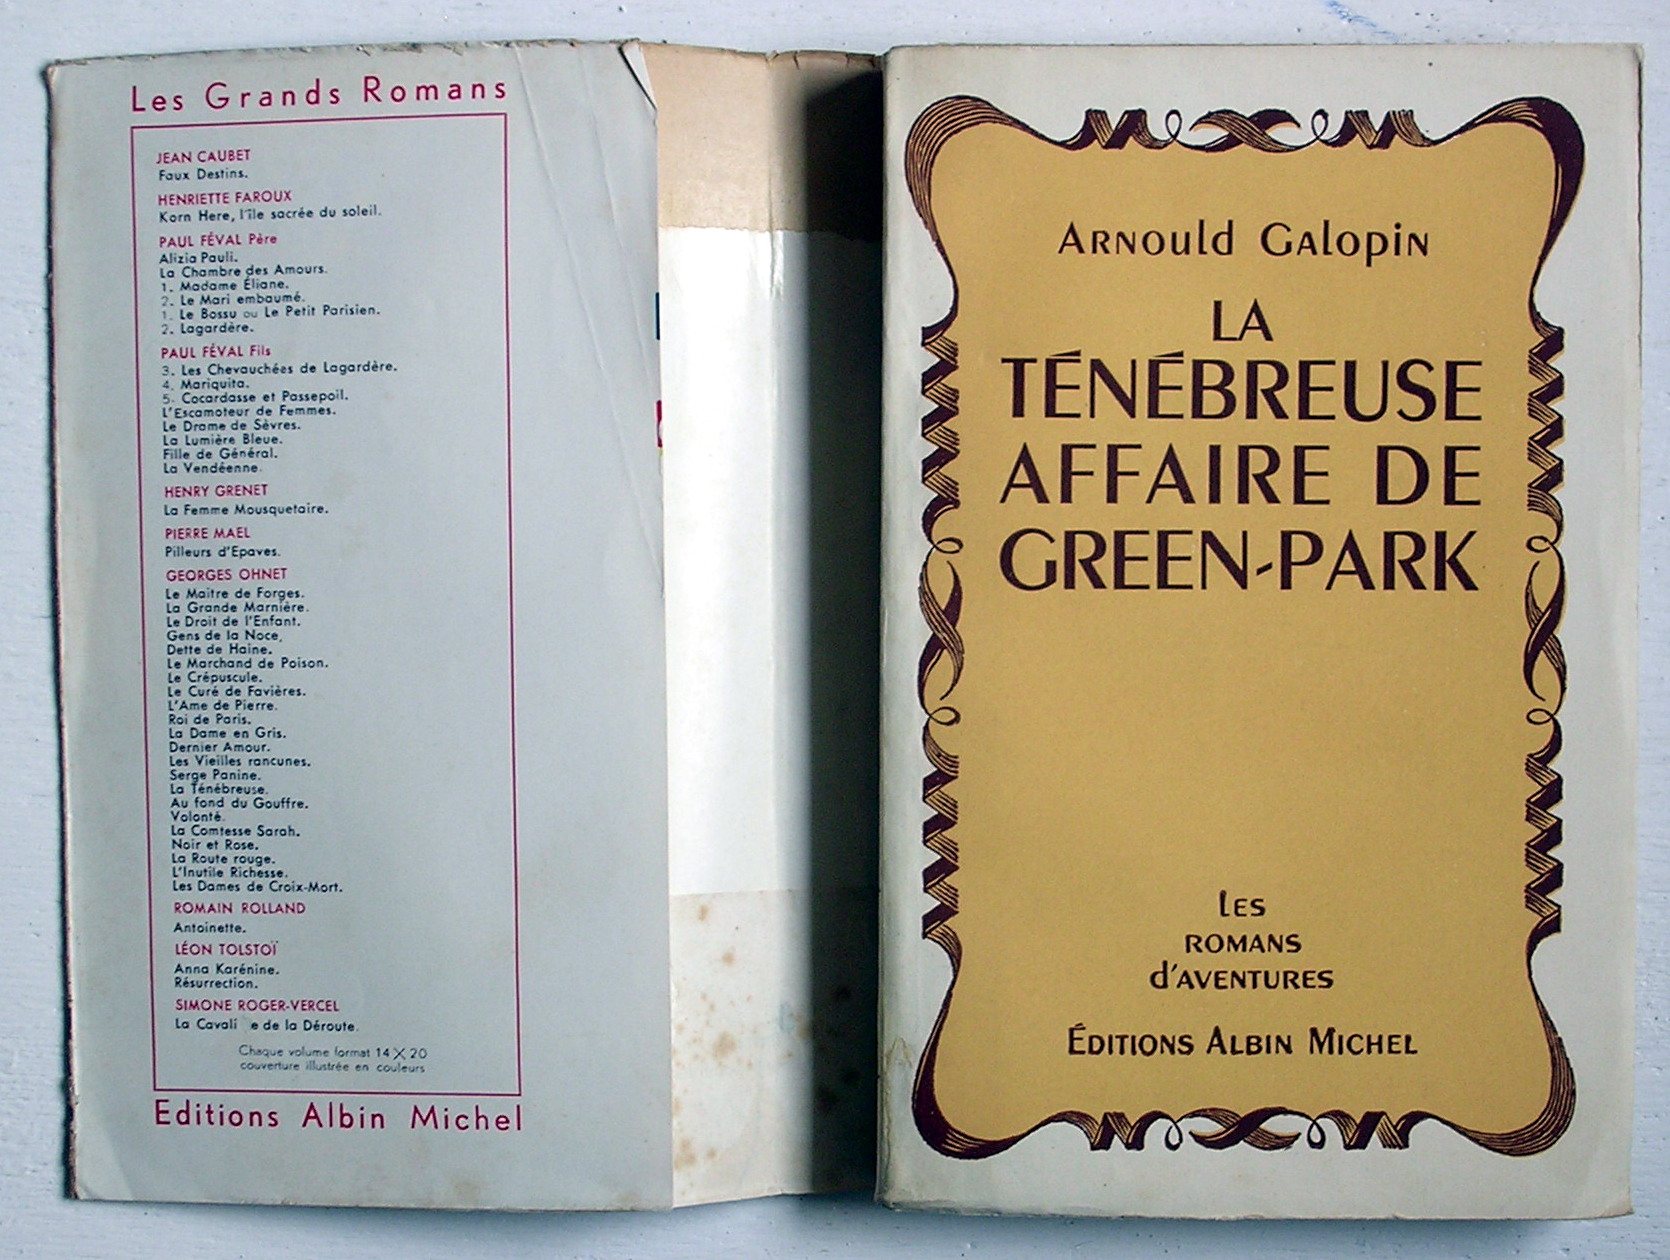 Les Grands Romans
JEAN CAUBET
Faux Destins.
HENRIETTE FAROUX
Korn Here, l'île sacrée du soleil.
PAUL FÉVAL Père
Alizia Pauli.
La Chambre des Amours.
1. Madame Éliane.
2. Le Mari embaumé.
1. Le Bossu ou Le Petit Parisien.
2. Lagardère.
PAUL FÉVAL Fils
3. Les Chevauchées de Lagardère.
4. Mariquita.
5. Cocardasse et Passepoil.
L'Escamoteur de Femmes.
Le Drame de Sèvres.
La Lumière Bleue.
Fille de Général.
La Vendéenne.
HENRY GRENET
La Femme Mousquetaire.
PIERRE MAEL
Pilleurs d'Epaves.
GEORGES OHNET
Le Maitre de Forges.
La Grande Marnière.
Le Droit de l'Enfant.
Gens de la Noce,
Dette de Haine.
Le Marchand de Poison.
Le Crépuscule.
Le Curé de Favières.
L'Ame de Pierre.
Roi de Paris.
La Dame en Gris.
Dernier Amour.
Les Vieilles rancunes.
Serge Panine.
La Ténébreuse.
Au fond du Gouffre.
Volonté.
La Comtesse Sarah.
Noir et Rose.
La Route rouge.
L'Inutile Richesse.
Les Dames de Croix-Mort.
ROMAIN ROLLAND
Antoinette.
LÉON TOLSTOÏ
Anna Karénine.
Résurrection.
SIMONE ROGER-VERCEL
La Cavali e de la Déroute.
Chaque volume format 14 X 20
couverture illustrée en couleurs
Editions Albin Michel
Arnould Galopin
LA
TÉNÉBREUSE
AFFAIRE DE
GREEN-PARK
Les
ROMANS
d'AVENTURES
ÉDITIONS ALBIN MICHEL